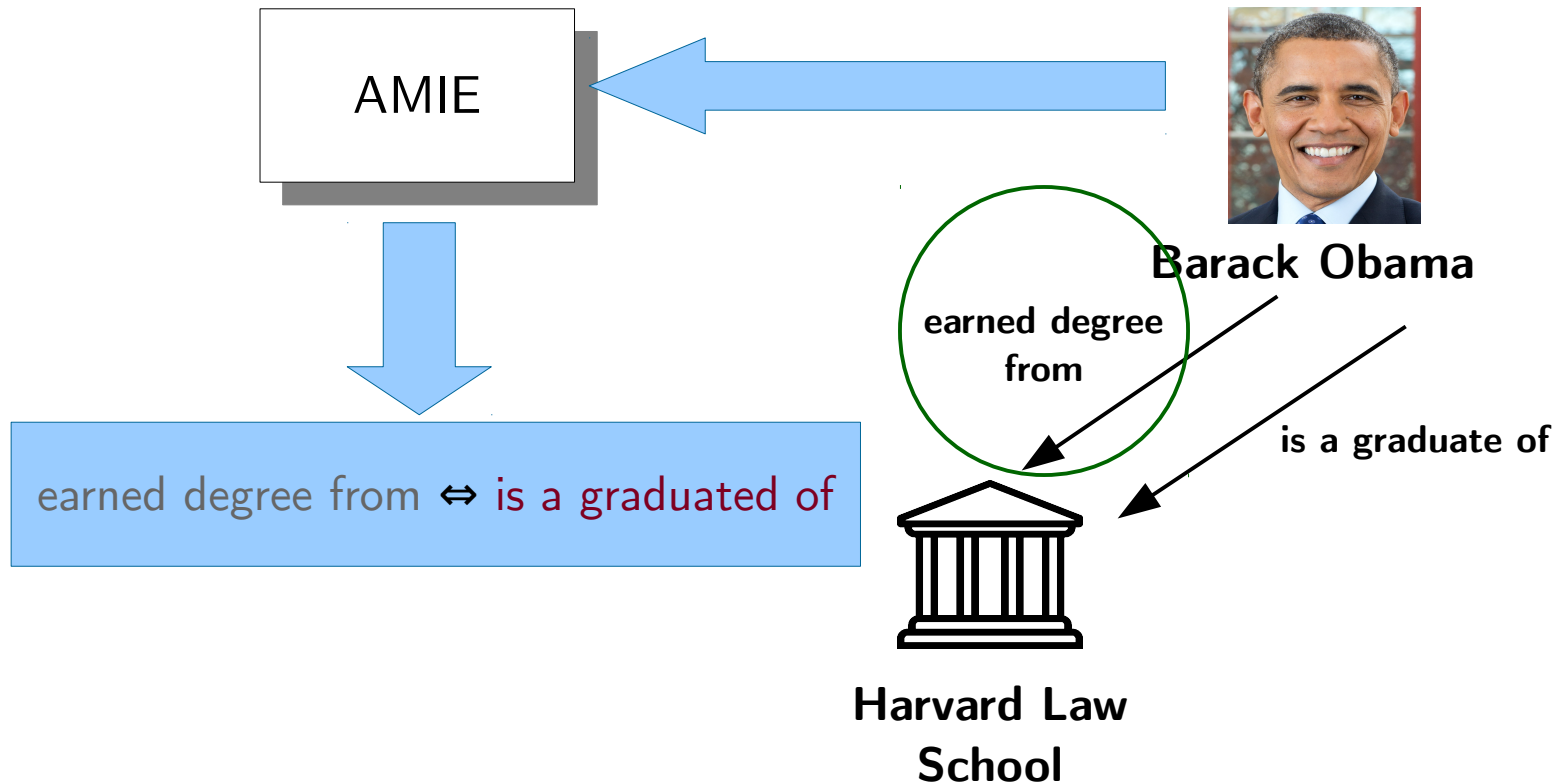 AMIE
Barack Obama
earned degree
from
is a graduate of
earned degree from ⇔ is a graduated of
Harvard Law
School